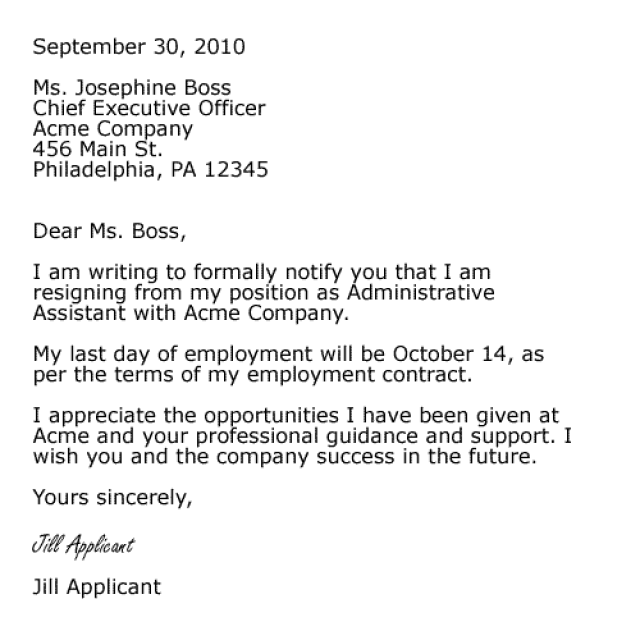 September 30, 2010
Ms. Josephine Boss
Chief Executive Officer
Acme Company
456 Main St.
Philadelphia, PA 12345
Dear Ms. Boss,
I am writing to formally notify you that I am
resigning from my position as Administrative
Assistant with Acme Company.
My last day of employment will be October 14, as
per the terms of my employment contract.
I appreciate the opportunities I have been given at
Acme and your professional guidance and support. I
wish you and the company success in the future.
Yours sincerely,
Jill Applicant
Jill Applicant